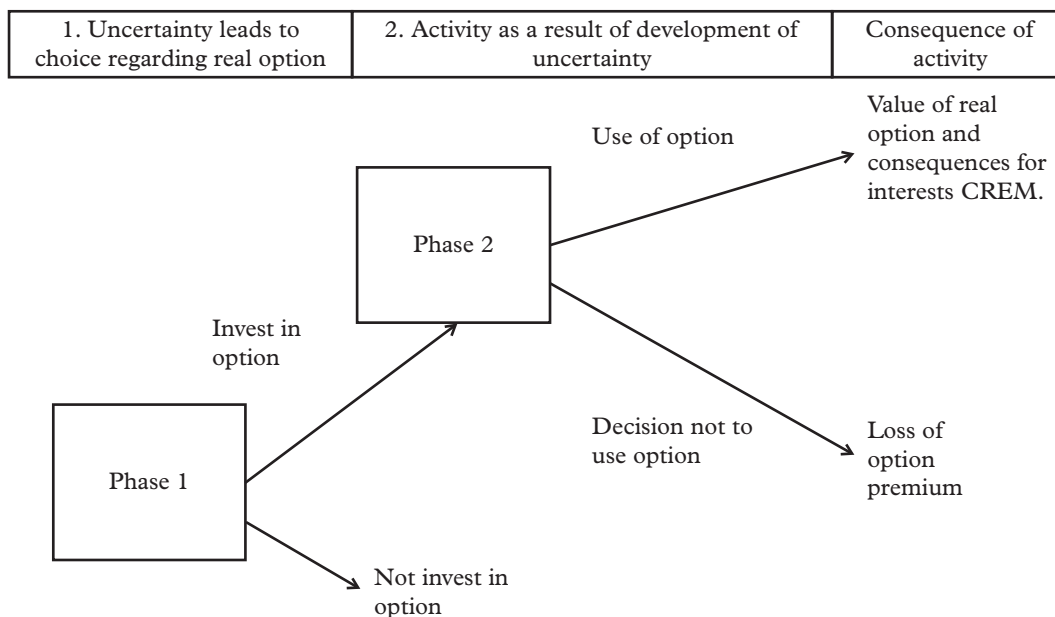 1. Uncertainty leads to
choice regarding real option
2. Activity as a result of development of
uncertainty
Consequence of
activity
Value of real
option and
consequences for
interests CREM.
Use of option
Phase 2
Invest in
option
Decision not to
use option
Loss of
option
premium
Phase 1
Not invest in
option